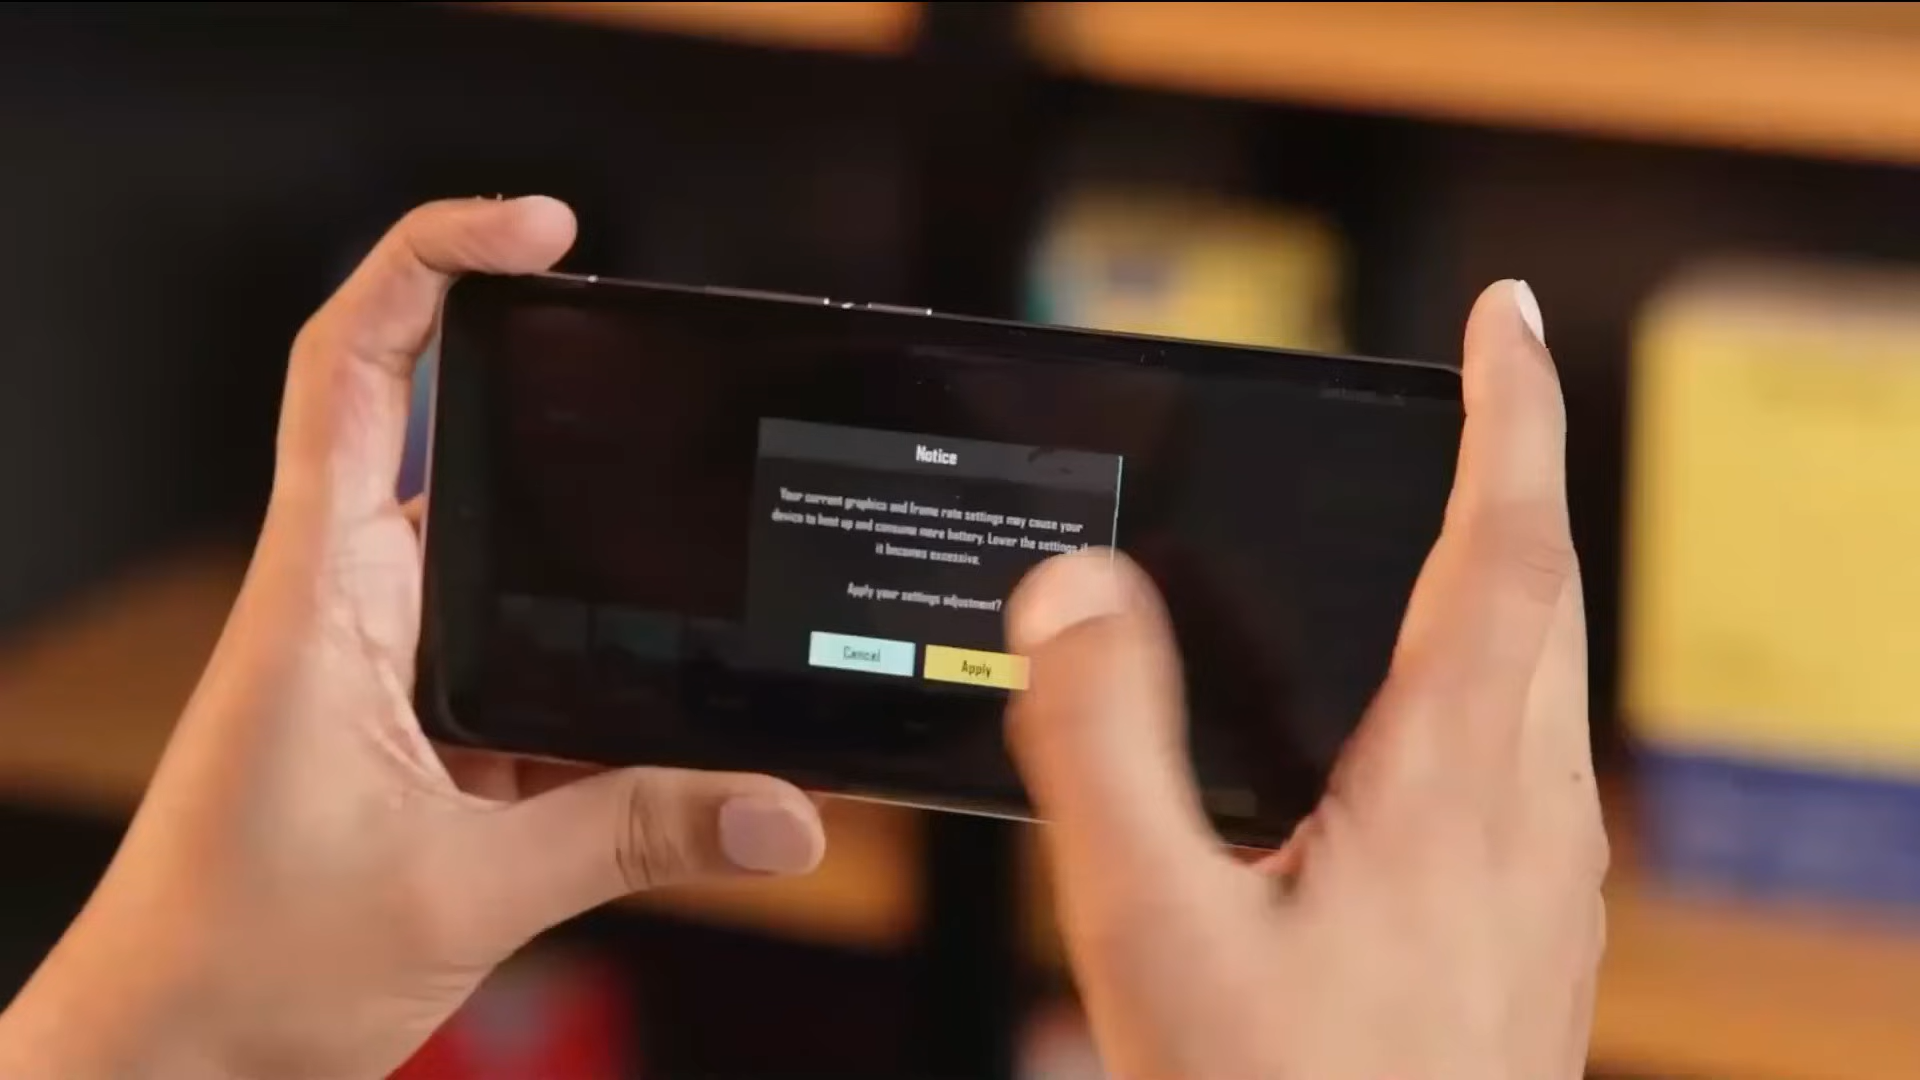 Notice
Your current graphics and frame rate settings may cause your
device to heat up and consume more battery. Lower the settings if
it becomes excessive.
Apply your settings adjustment?
Cancel
Apply